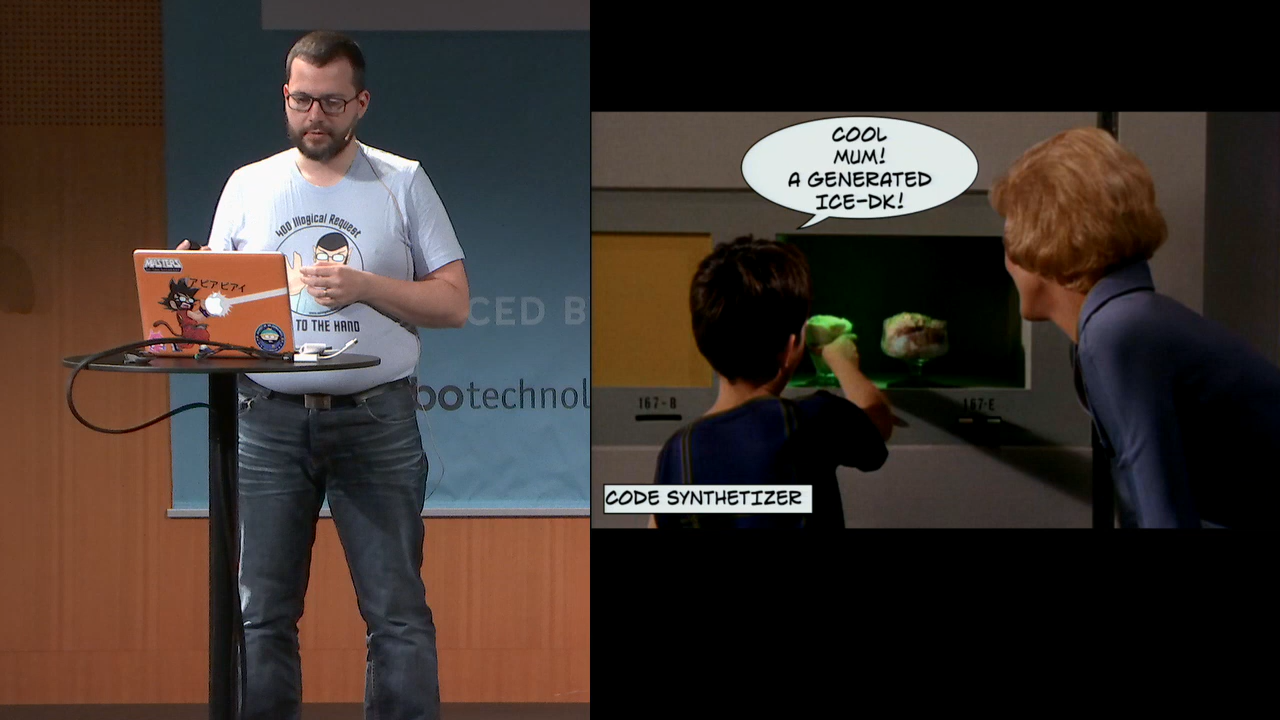 400 Illogical Request
TO THE HAND
MASTERS
アピアピアイ
CED B
botechnol
COOL
MUM!
A GENERATED
ICE-DK!
167-B
167-E
CODE SYNTHETIZER